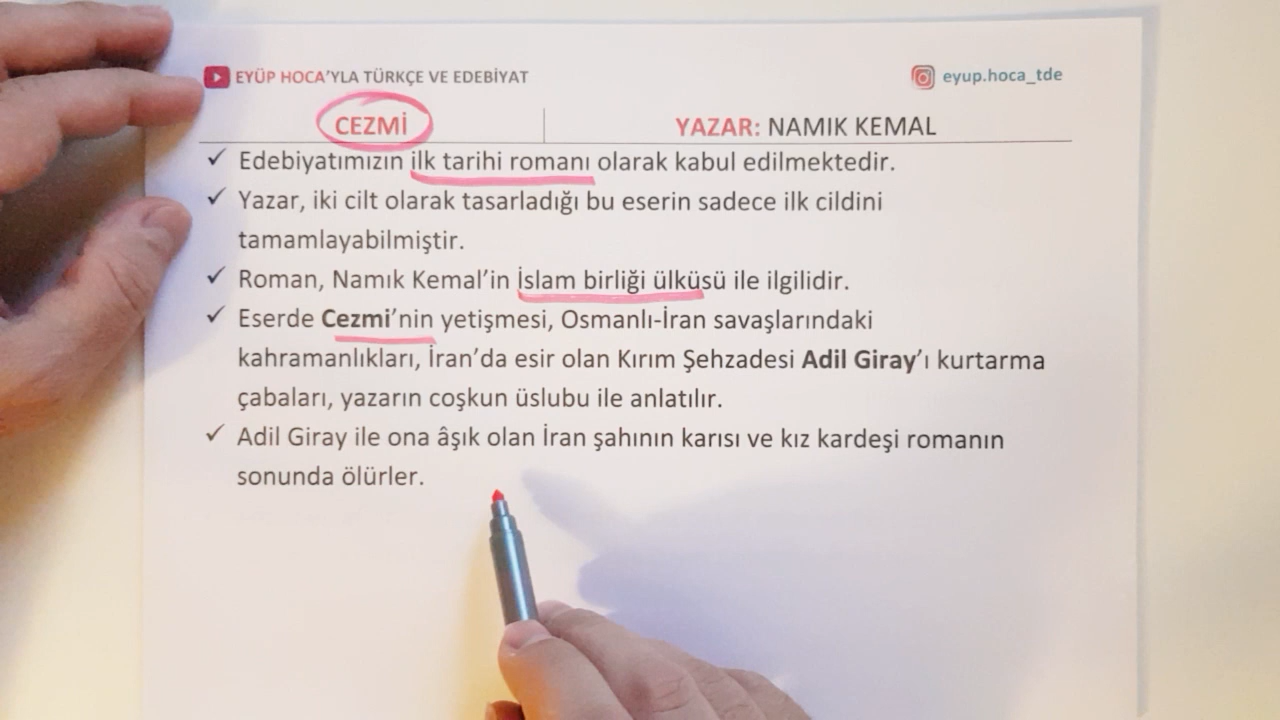 EYÜP HOCA’YLA TÜRKÇE VE EDEBİYAT
eyup.hoca_tde
CEZMİ
YAZAR: NAMIK KEMAL
✓ Edebiyatımızın ilk tarihi romanı olarak kabul edilmektedir.
✓ Yazar, iki cilt olarak tasarladığı bu eserin sadece ilk cildini
tamamlayabilmiştir.
✓ Roman, Namık Kemal’in İslam birliği ülküsü ile ilgilidir.
✓ Eserde Cezmi’nin yetişmesi, Osmanlı-İran savaşlarındaki
kahramanlıkları, İran’da esir olan Kırım Şehzadesi Adil Giray’ı kurtarma
çabaları, yazarın coşkun üslubu ile anlatılır.
✓ Adil Giray ile ona âşık olan İran şahının karısı ve kız kardeşi romanın
sonunda ölürler.